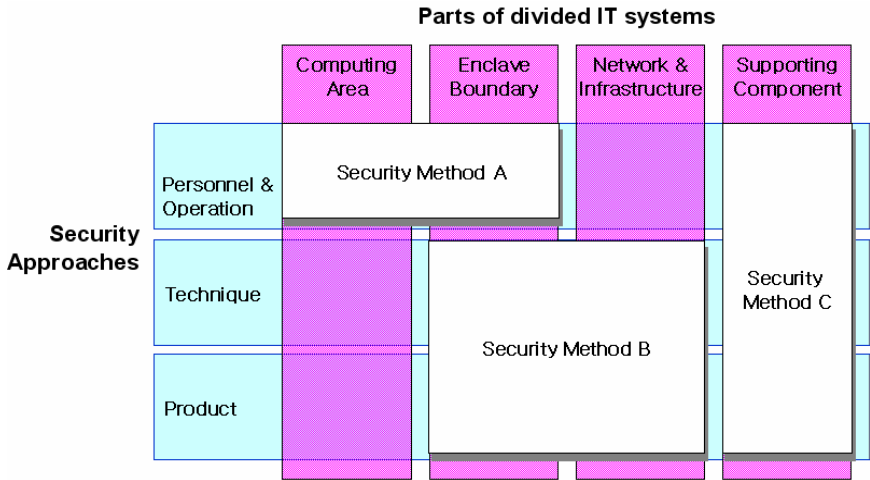 Parts of divided IT systems
Computing
Area
Enclave
Boundary
Network &
Infrastructure
Supporting
Component
Security
Approaches
Personnel &
Operation
Technique
Product
Security Method A
Security Method B
Security
Method C